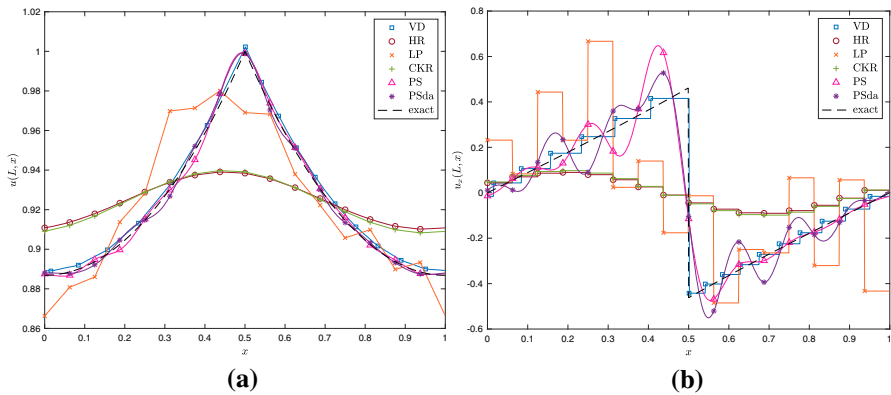 1.02
1
0.98
0.96
0.94
0.92
0.9
0.88
0.86
u(L, x)
0 0.1 0.2 0.3 0.4 0.5 0.6 0.7 0.8 0.9 1
x
VD
HR
LP
CKR
PS
PSda
exact
(a)
0.8
0.6
0.4
0.2
0
-0.2
-0.4
-0.6
-0.8
u_x(L, x)
0 0.1 0.2 0.3 0.4 0.5 0.6 0.7 0.8 0.9 1
x
VD
HR
LP
CKR
PS
PSda
exact
(b)